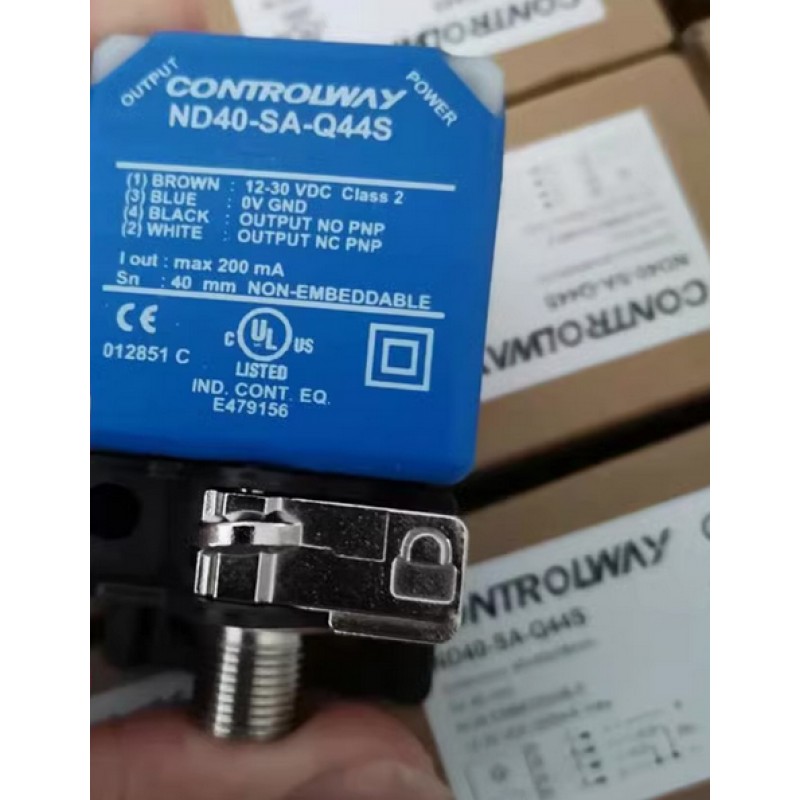 OUTPUT
CONTROLWAY
POWER
ND40-SA-Q44S
(1) BROWN : 12-30 VDC Class 2
(3) BLUE : 0V GND
(4) BLACK : OUTPUT NO PNP
(2) WHITE : OUTPUT NC PNP
I out : max 200 mA
Sn : 40 mm NON-EMBEDDABLE
CE
012851 C
C UL US
LISTED
IND. CONT. EQ.
E479156
CONTROLWAY
ND40-SA-Q44S
CONTROLWAY
ONTROLWAY
ND40-SA-Q44S